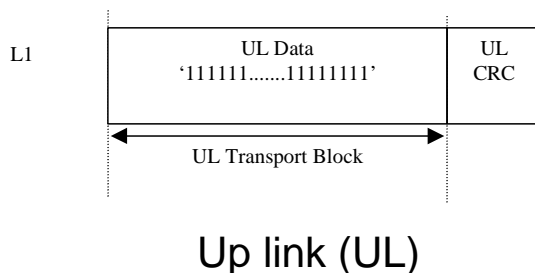 L1
UL Data
‘111111.......11111111’
UL
CRC
UL Transport Block
Up link (UL)